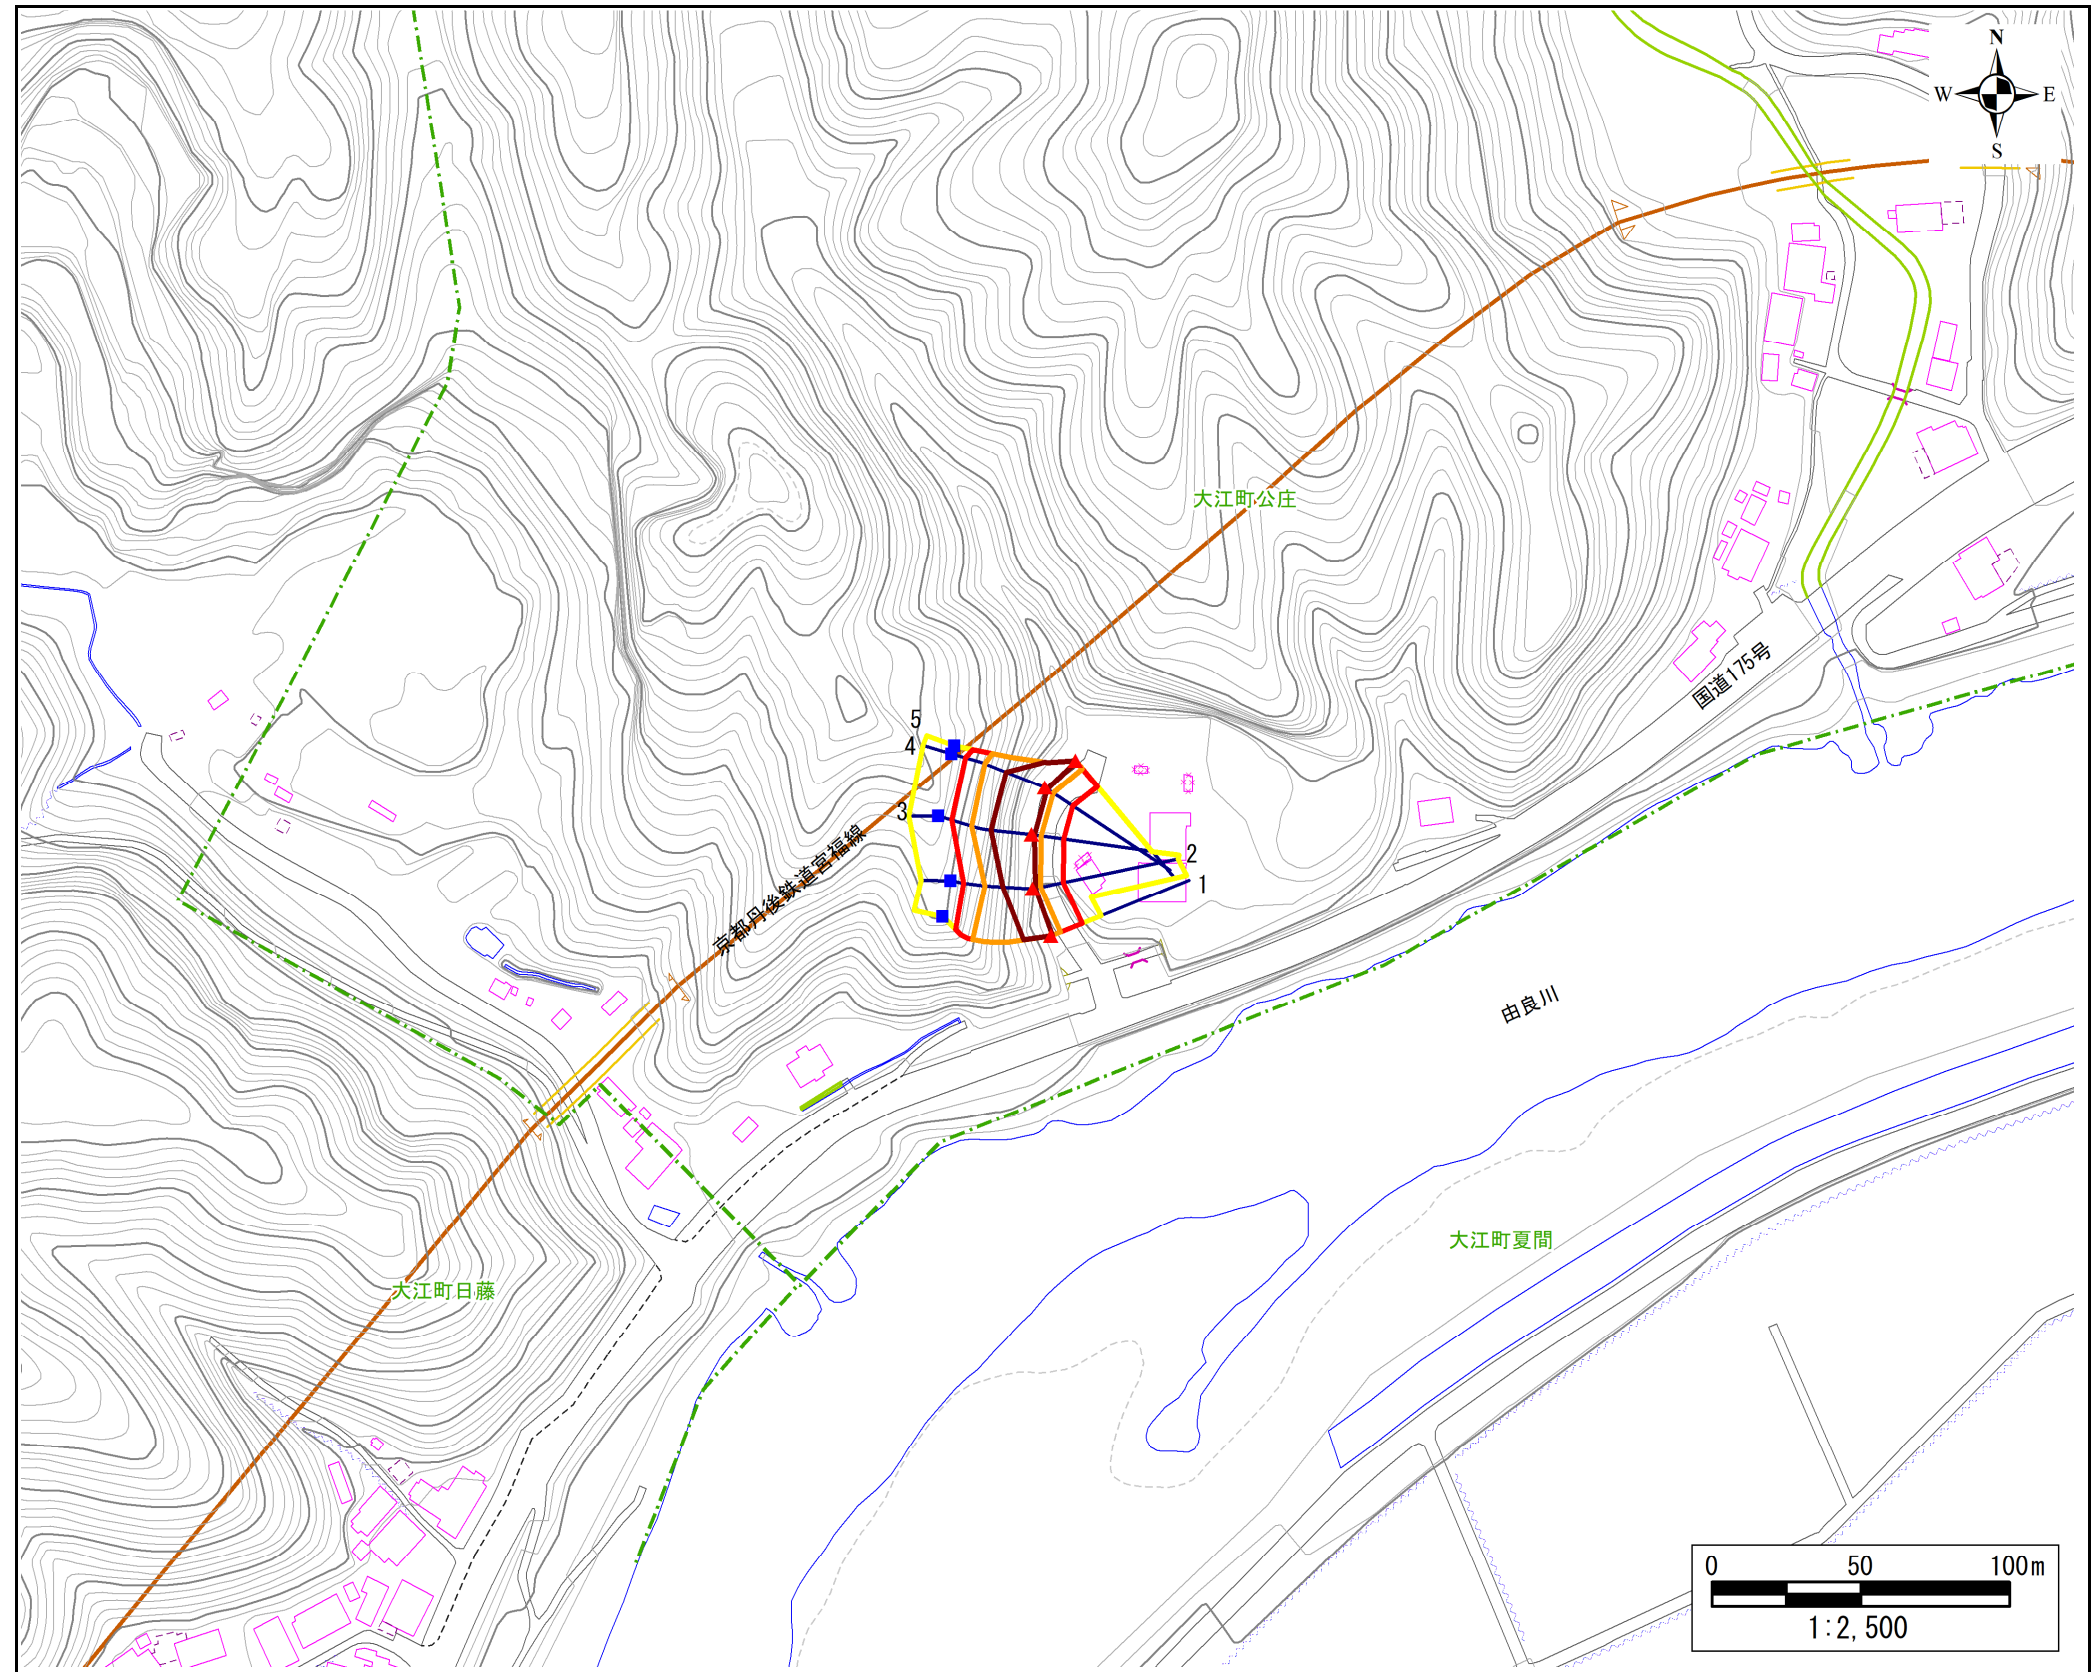 N
W E
S
大江町公庄
国道175号
5
4
3
2
1
京都丹後鉄道宮福線
由良川
大江町夏間
大江町日藤
0 50 100m
1:2,500